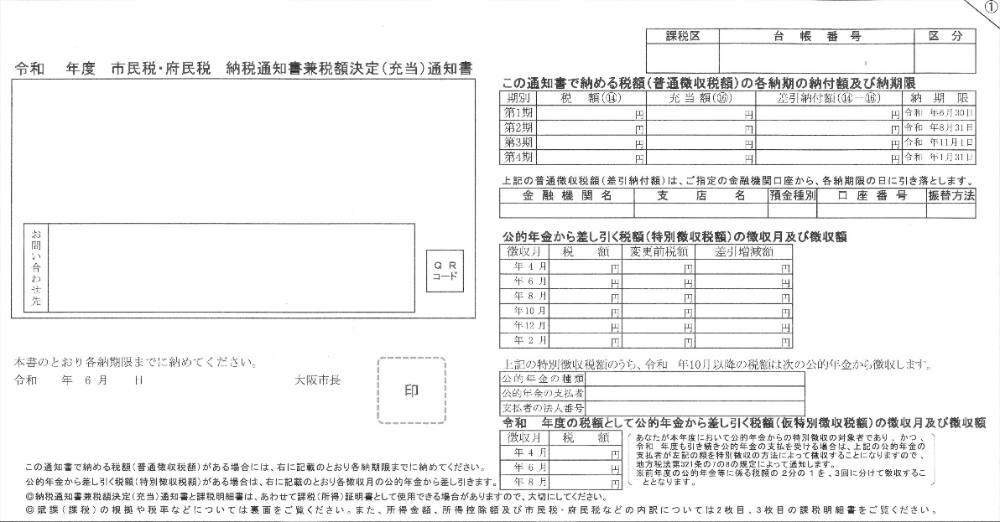 ①
令和　年度　市民税・府民税　納税通知書兼税額決定(充当)通知書
お問い合わせ先
ＱＲ
コード
本書のとおり各納期限までに納めてください。
令和　　年　6 月　　日　　大阪市長
印
課税区　台帳番号　区分
この通知書で納める税額(普通徴収税額)の各納期の納付額及び納期限
期別　税　額(⑭)　充当額(⑯)　差引納付額(⑭－⑯)　納期限
第1期　円　円　円　令和　年6月30日
第2期　円　円　円　令和　年8月31日
第3期　円　円　円　令和　年11月1日
第4期　円　円　円　令和　年1月31日
上記の普通徴収税額(差引納付額)は、ご指定の金融機関口座から、各納期限の日に引き落とします。
金融機関名　支店名　預金種別　口座番号　振替方法
公的年金から差し引く税額(特別徴収税額)の徴収月及び徴収額
徴収月　税　額　変更前税額　差引増減額
年 4 月　円　円　円
年 6 月　円　円　円
年 8 月　円　円　円
年10月　円　円　円
年12月　円　円　円
年 2 月　円　円　円
上記の特別徴収税額のうち、令和　年10月以降の税額は次の公的年金から徴収します。
公的年金の種類
公的年金の支払者
支払者の法人番号
令和　年度の税額として公的年金から差し引く税額(仮特別徴収税額)の徴収月及び徴収額
徴収月　税　額
年 4 月　円
年 6 月　円
年 8 月　円
あなたが本年度において公的年金からの特別徴収の対象者であり、かつ、
令和　年度も引き続き公的年金の支払を受ける場合は、上記の公的年金の
支払者が左記の額を特別徴収の方法によって徴収することになりますので、
地方税法第321条の7の8の規定によって通知します。
※前年度の公的年金等に係る税額の２分の１を、３回に分けて徴収するこ
ととなります。
この通知書で納める税額(普通徴収税額)がある場合には、右に記載のとおり各納期限までに納めてください。
公的年金から差し引く税額(特別徴収税額)がある場合は、右に記載のとおり各徴収月の公的年金から差し引きます。
◎納税通知書兼税額決定(充当)通知書と課税明細書は、あわせて課税(所得)証明書として使用できる場合がありますので、大切にしてください。
◎賦課(課税)の根拠や税率などについては裏面をご覧ください。また、所得金額、所得控除額及び市民税・府民税などの内訳については２枚目、３枚目の課税明細書をご覧ください。